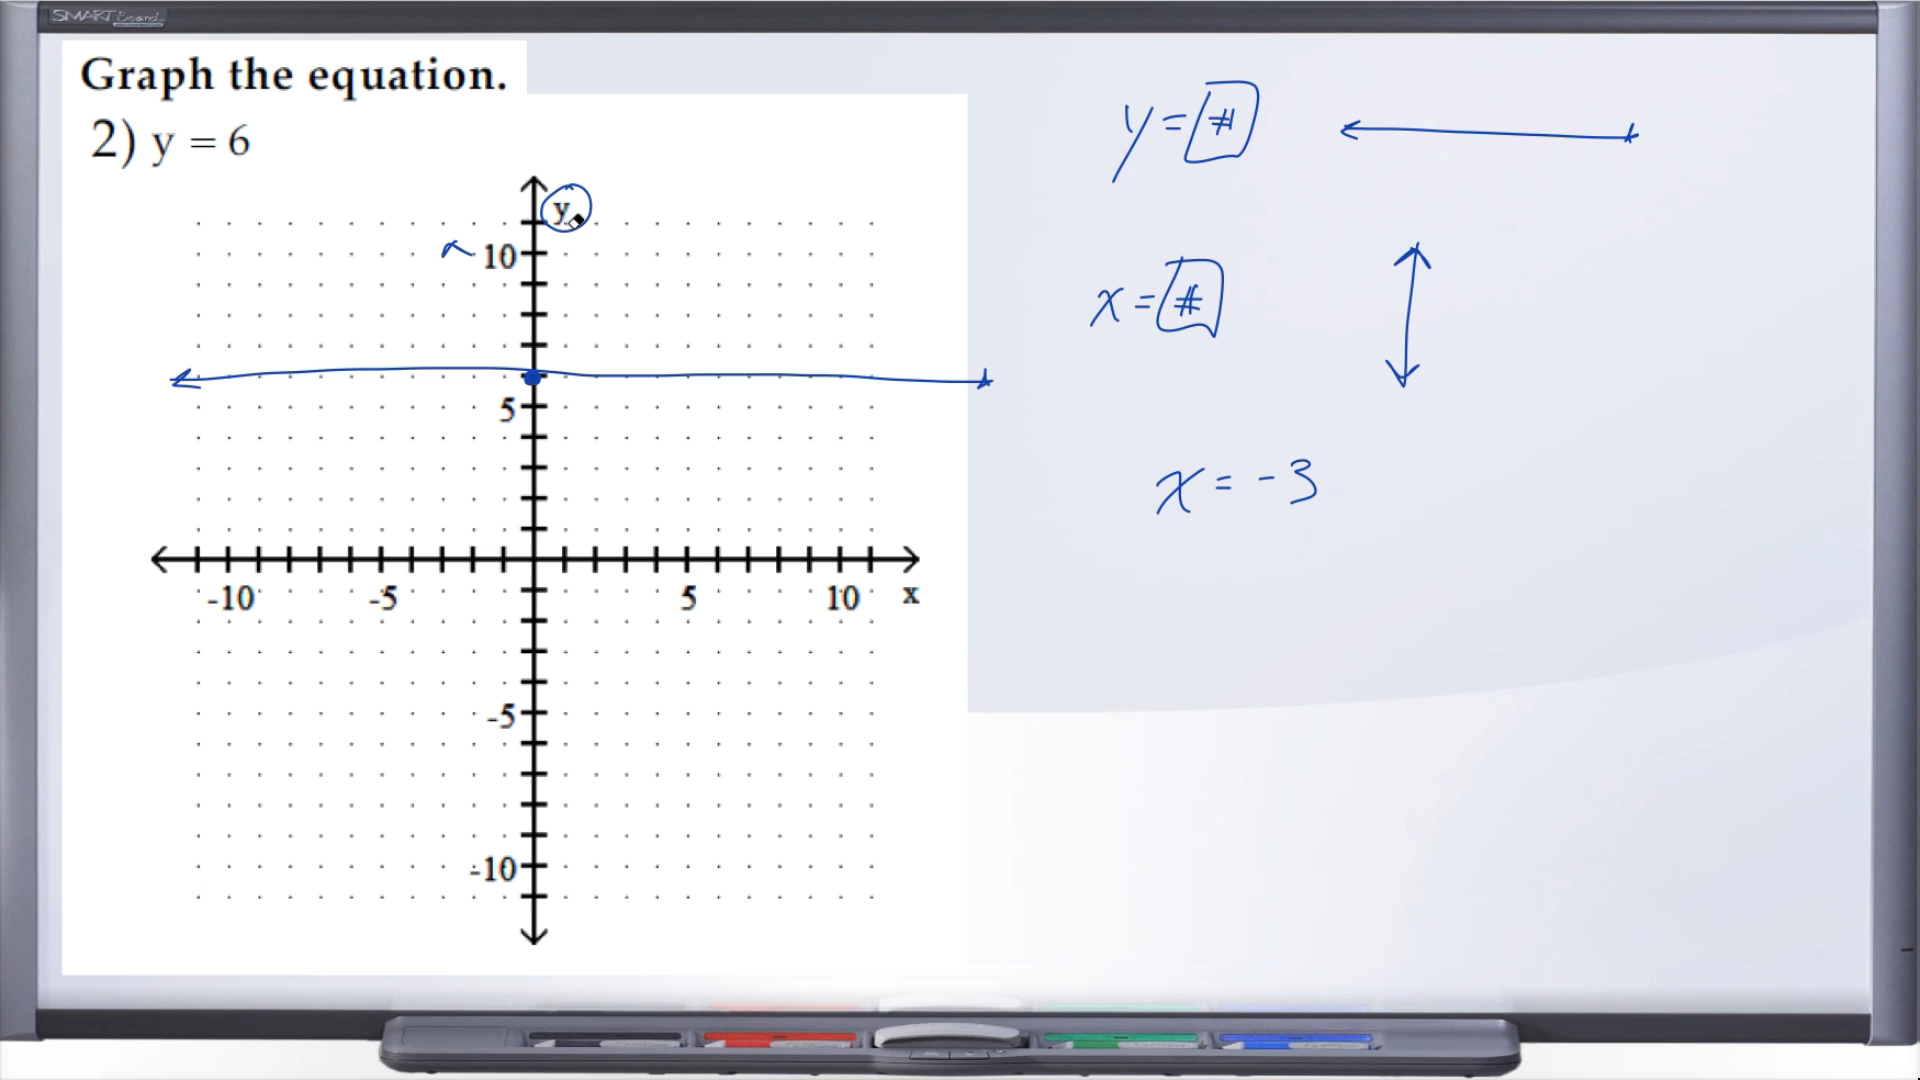 SMART Board
Graph the equation.
2) y = 6
y
10
5
-10 -5 5 10 x
-5
-10
y = #
x = #
x = -3